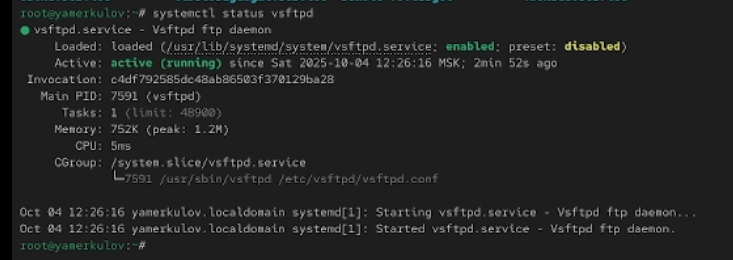 root@yamerkulov:~# systemctl status vsftpd
● vsftpd.service - Vsftpd ftp daemon
Loaded: loaded (/usr/lib/systemd/system/vsftpd.service; enabled; preset: disabled)
Active: active (running) since Sat 2025-10-04 12:26:16 MSK; 2min 52s ago
Invocation: c4df792585dc48ab86503f370129ba28
Main PID: 7591 (vsftpd)
Tasks: 1 (limit: 48900)
Memory: 752K (peak: 1.2M)
CPU: 5ms
CGroup: /system.slice/vsftpd.service
└─7591 /usr/sbin/vsftpd /etc/vsftpd/vsftpd.conf
Oct 04 12:26:16 yamerkulov.localdomain systemd[1]: Starting vsftpd.service - Vsftpd ftp daemon...
Oct 04 12:26:16 yamerkulov.localdomain systemd[1]: Started vsftpd.service - Vsftpd ftp daemon.
root@yamerkulov:~#